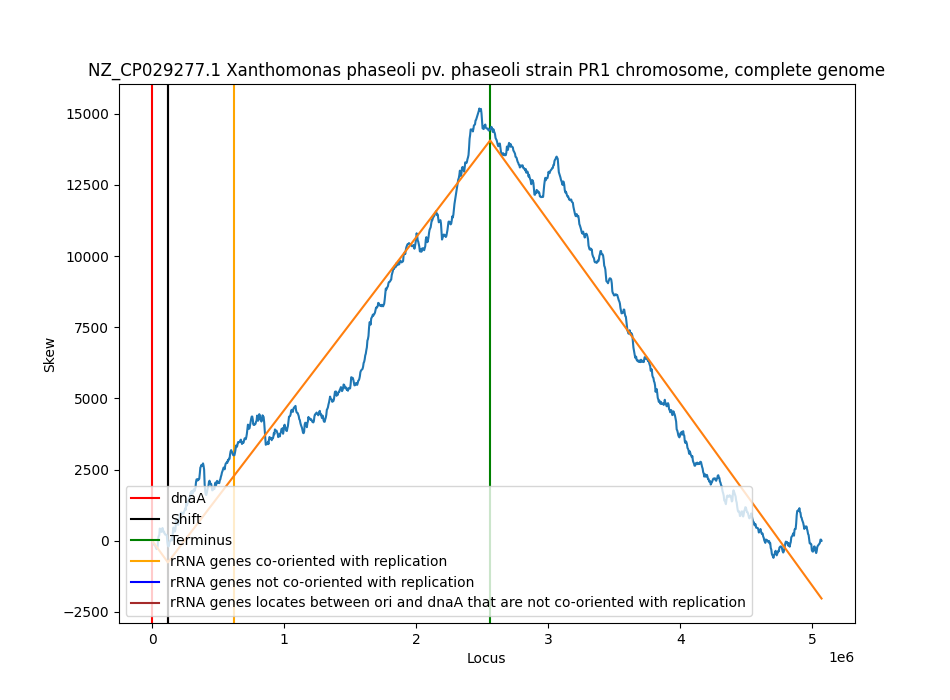 NZ_CP029277.1 Xanthomonas phaseoli pv. phaseoli strain PR1 chromosome, complete genome
15000
12500
10000
7500
5000
2500
0
−2500
Skew
dnaA
Shift
Terminus
rRNA genes co-oriented with replication
rRNA genes not co-oriented with replication
rRNA genes locates between ori and dnaA that are not co-oriented with replication
0 1 2 3 4 5
1e6
Locus